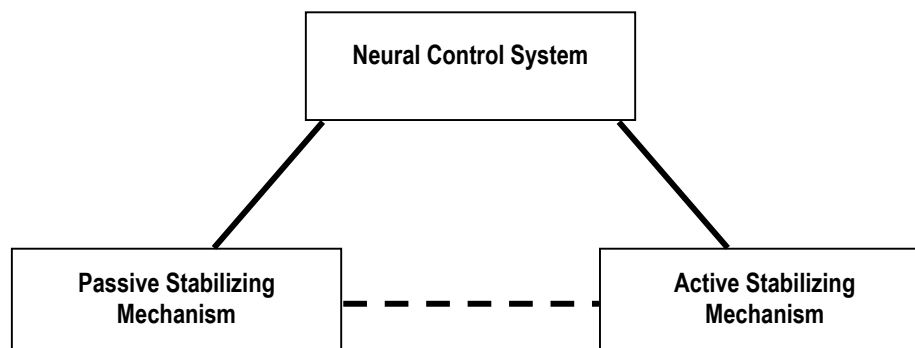 Neural Control System
Passive Stabilizing
Mechanism
Active Stabilizing
Mechanism